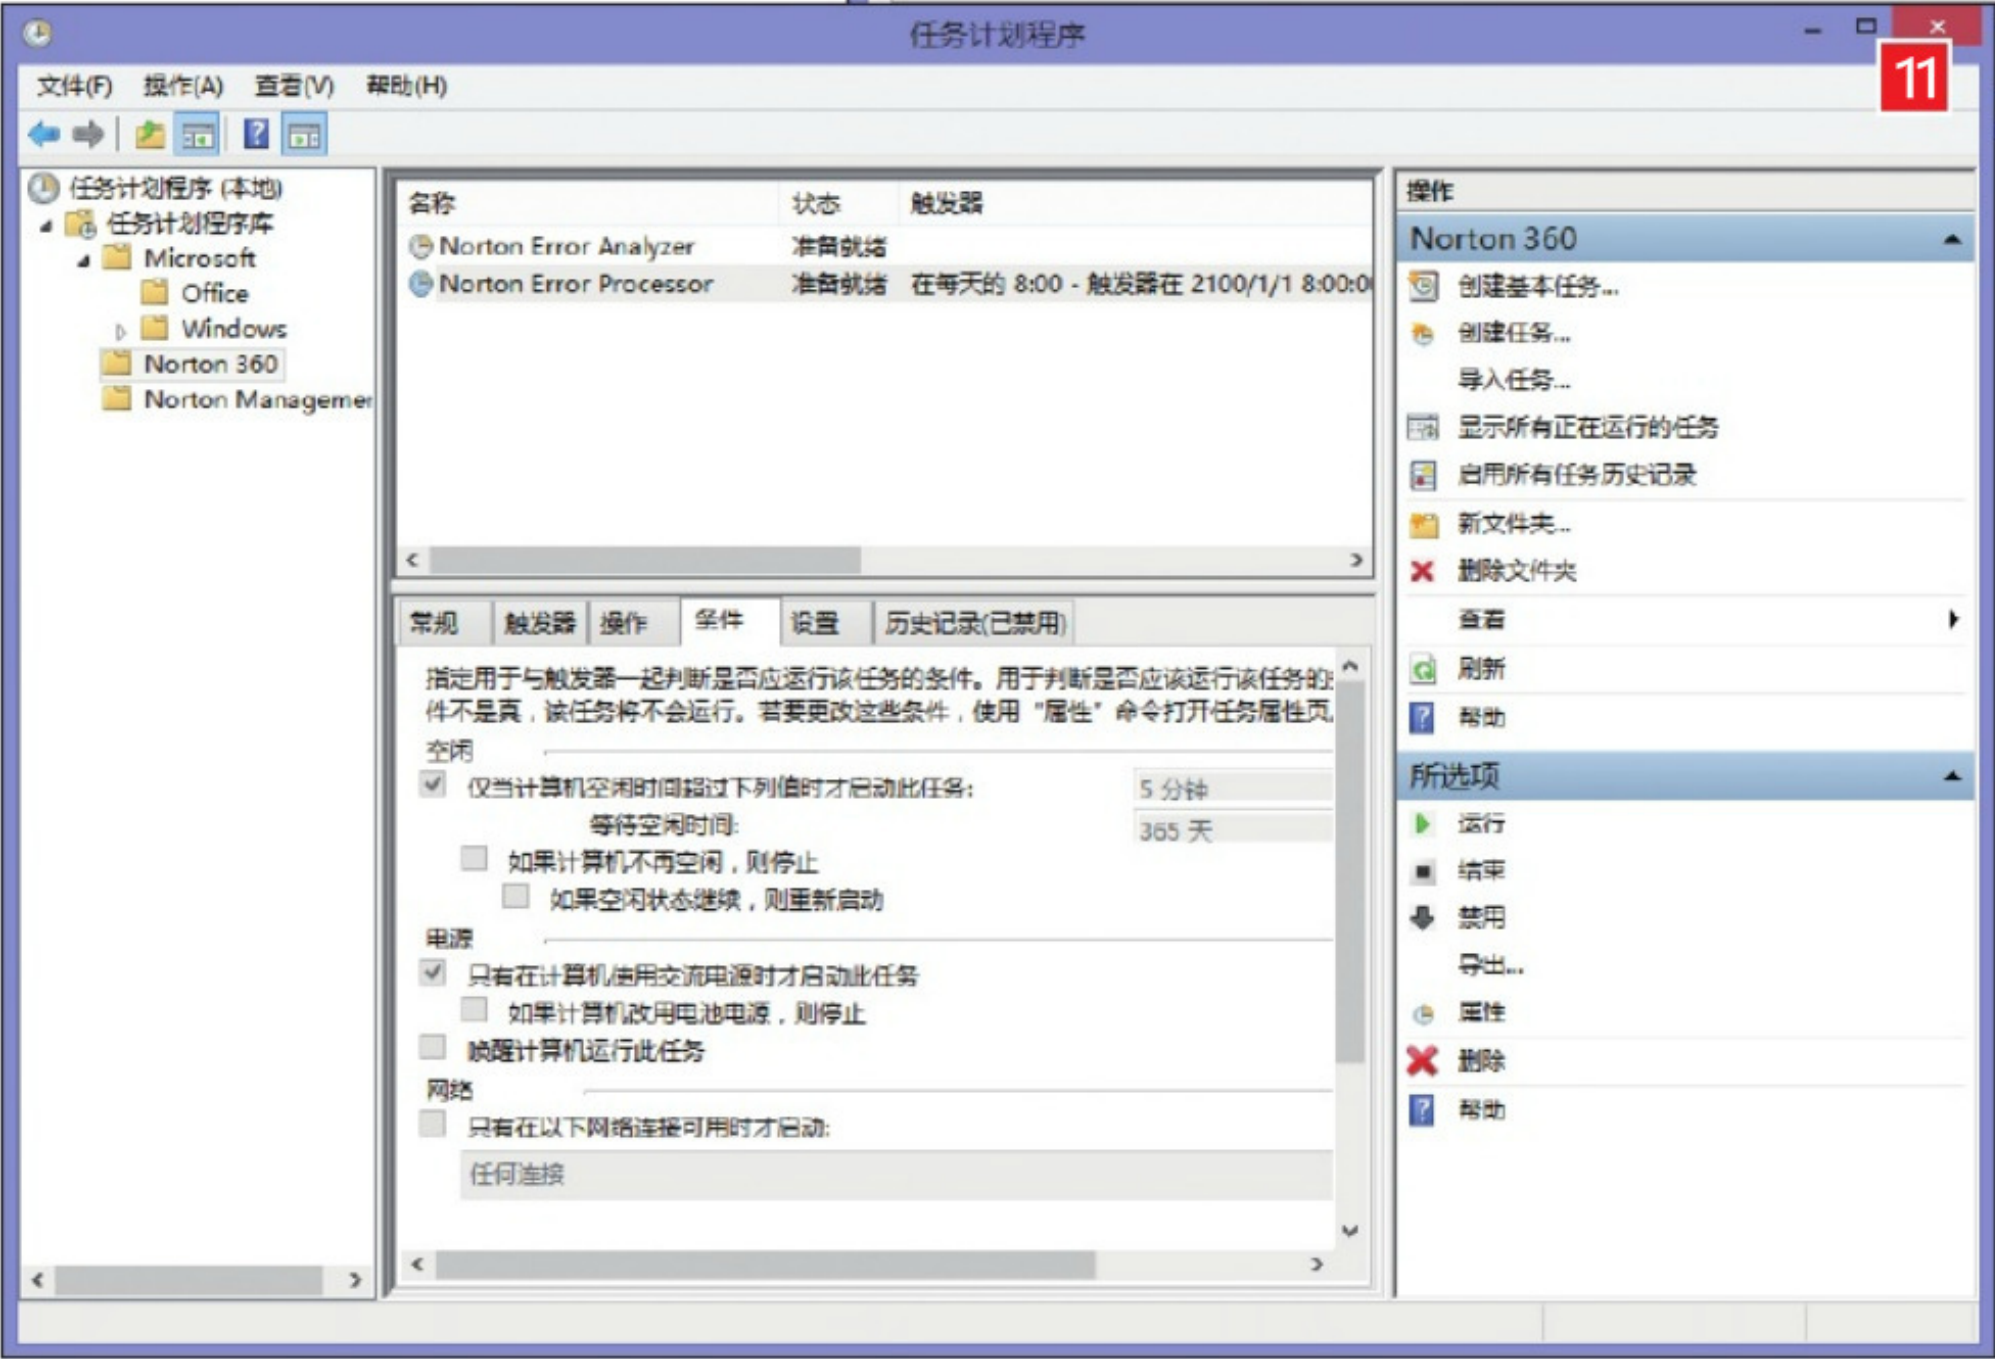 任务计划程序
11
文件(F) 操作(A) 查看(V) 帮助(H)
任务计划程序 (本地)
任务计划程序库
Microsoft
Office
Windows
Norton 360
Norton Managemer
名称 状态 触发器
Norton Error Analyzer 准备就绪
Norton Error Processor 准备就绪 在每天的 8:00 - 触发器在 2100/1/1 8:00:0
常规 触发器 操作 条件 设置 历史记录(已禁用)
指定用于与触发器一起判断是否应运行该任务的条件。用于判断是否应该运行该任务的
件不是真，该任务将不会运行。若要更改这些条件，使用“属性”命令打开任务属性页。
空闲
仅当计算机空闲时间超过下列值时才启动此任务: 5 分钟
等待空闲时间: 365 天
如果计算机不再空闲，则停止
如果空闲状态继续，则重新启动
电源
只有在计算机使用交流电源时才启动此任务
如果计算机改用电池电源，则停止
唤醒计算机运行此任务
网络
只有在以下网络连接可用时才启动:
任何连接
操作
Norton 360
创建基本任务...
创建任务...
导入任务...
显示所有正在运行的任务
启用所有任务历史记录
新文件夹...
删除文件夹
查看
刷新
帮助
所选项
运行
结束
禁用
导出...
属性
删除
帮助